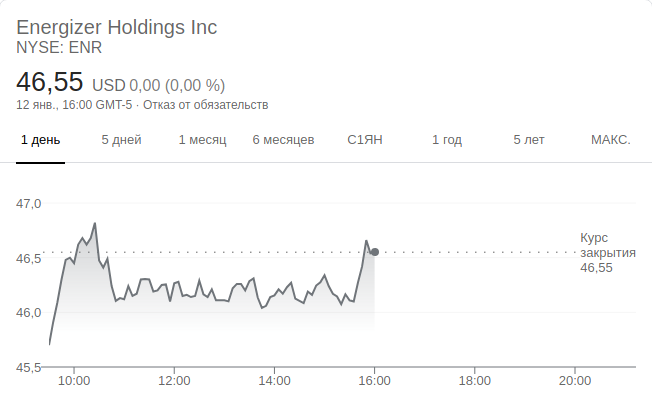 Energizer Holdings Inc
NYSE: ENR
46,55 USD 0,00 (0,00 %)
12 янв., 16:00 GMT-5 · Отказ от обязательств
1 день 5 дней 1 месяц 6 месяцев С1ЯН 1 год 5 лет МАКС.
47,0
46,5
46,0
45,5
Курс
закрытия
46,55
10:00 12:00 14:00 16:00 18:00 20:00